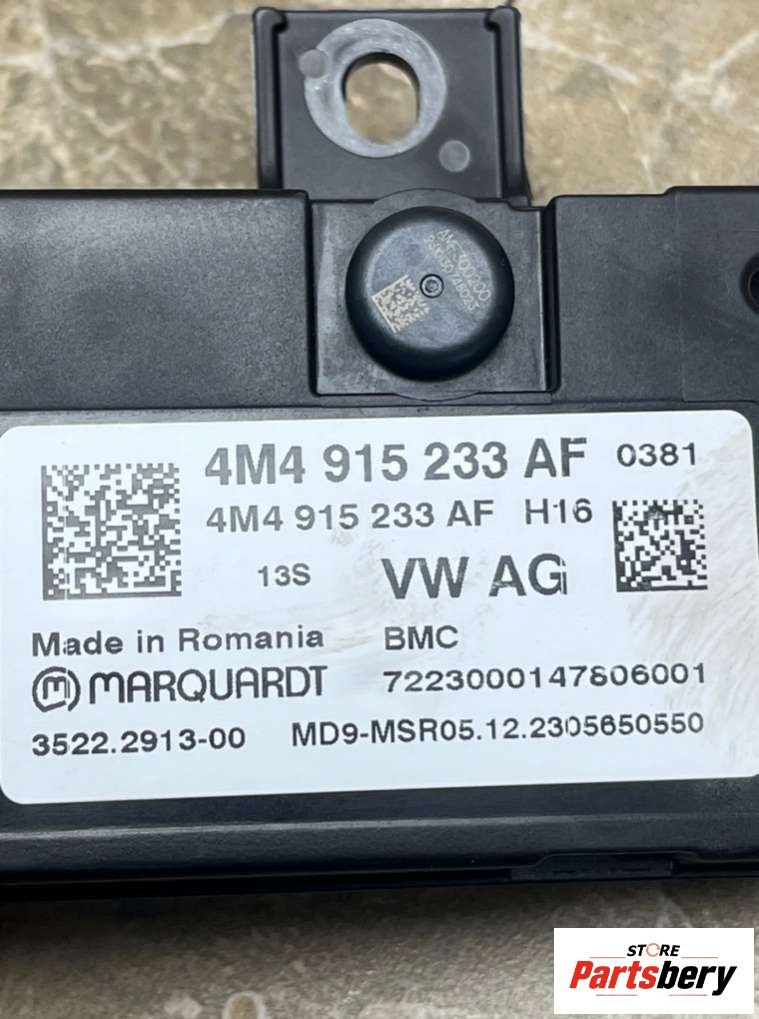 4M4 915 233 AF 0381
4M4 915 233 AF H16
13S VW AG
Made in Romania BMC
MARQUARDT 7223000147806001
3522.2913-00 MD9-MSR05.12.2305650550
STORE
Partsbery